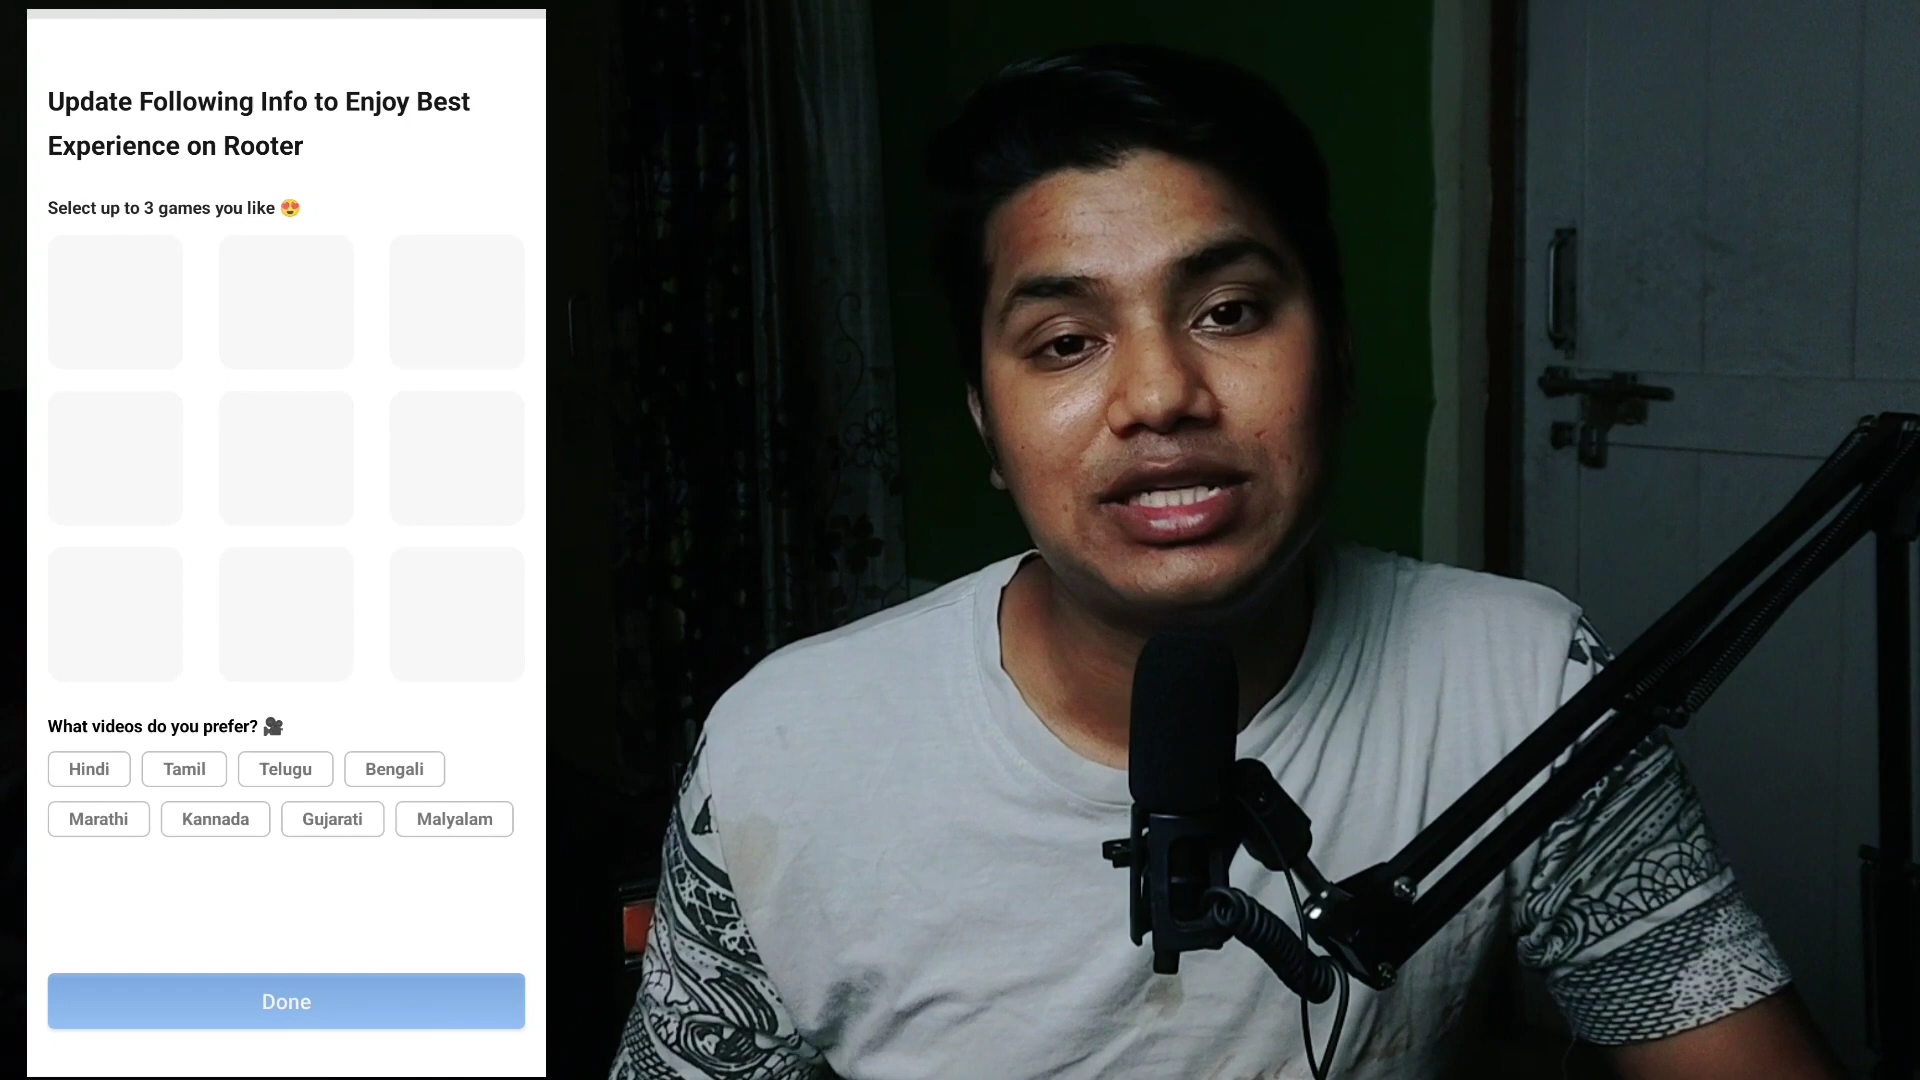 Update Following Info to Enjoy Best
Experience on Rooter
Select up to 3 games you like 😍
What videos do you prefer? 🎥
Hindi Tamil Telugu Bengali
Marathi Kannada Gujarati Malyalam
Done